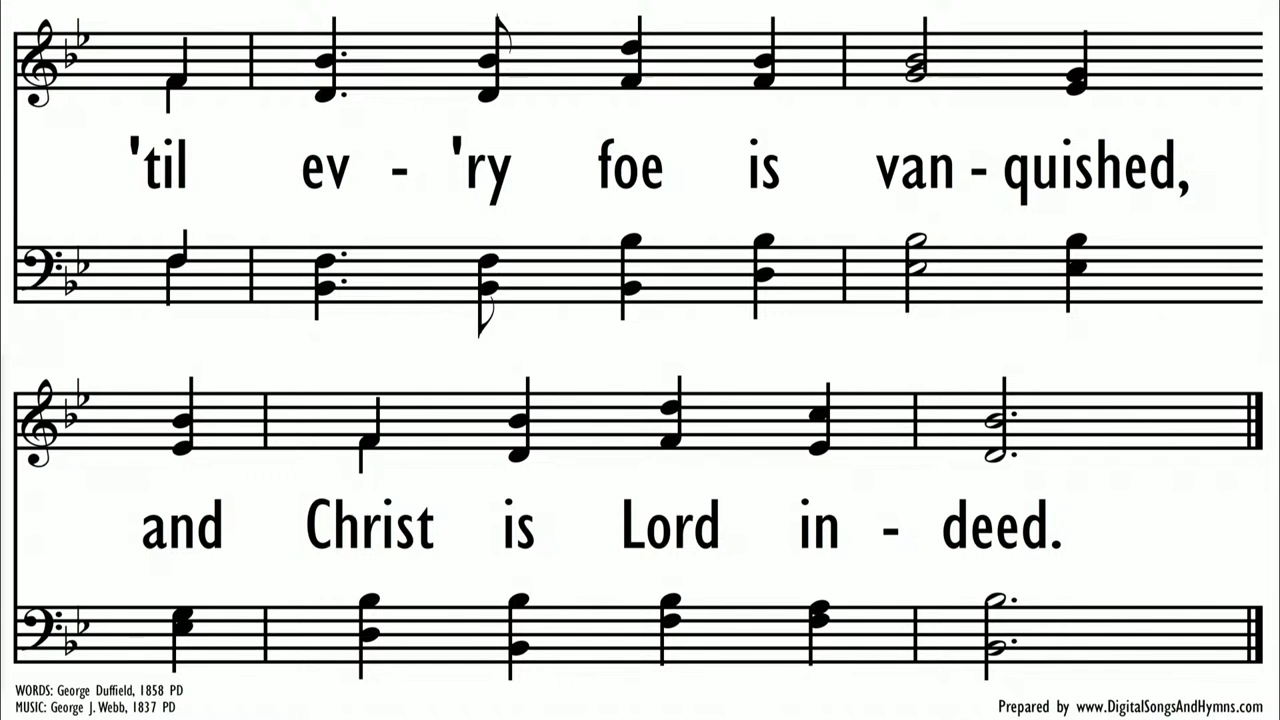 'til ev - 'ry foe is van - quished,
and Christ is Lord in - deed.
WORDS: George Duffield, 1858 PD
MUSIC: George J. Webb, 1837 PD
Prepared by www.DigitalSongsAndHymns.com